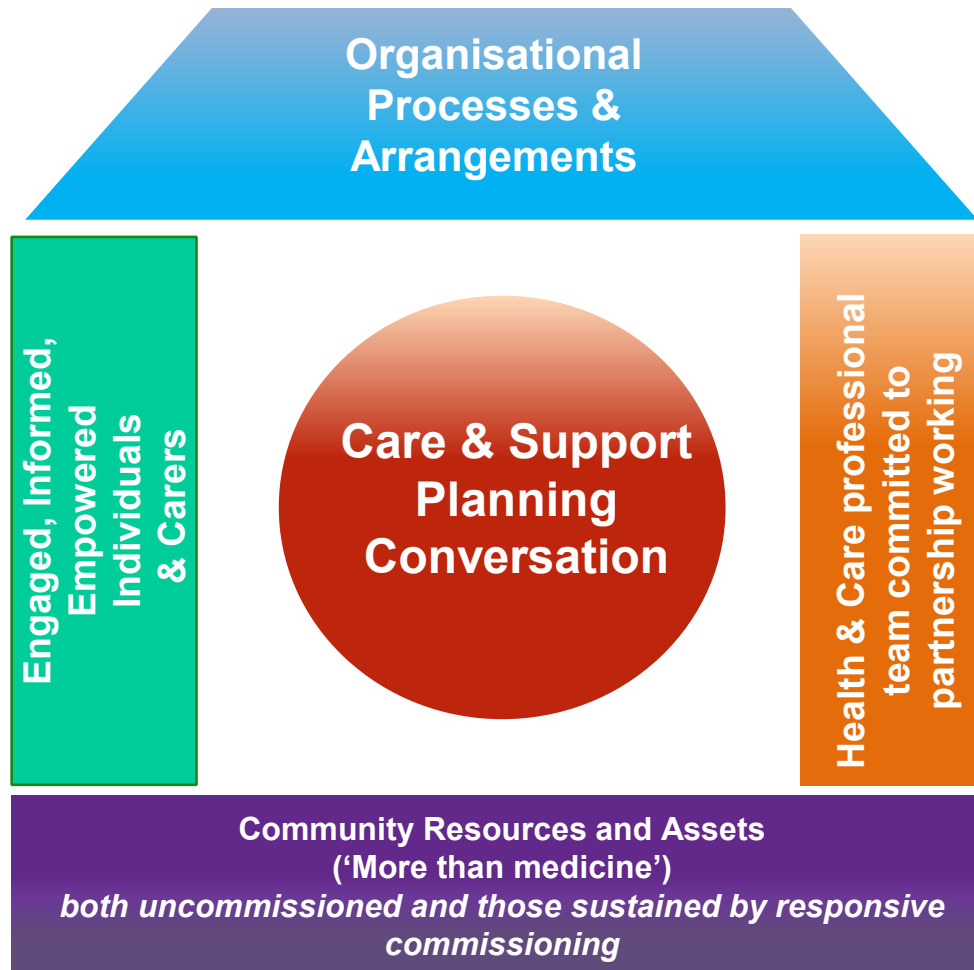 Organisational
Processes &
Arrangements
Engaged, Informed,
Empowered
Individuals
& Carers
Care & Support
Planning
Conversation
Health & Care professional
team committed to
partnership working
Community Resources and Assets
(‘More than medicine’)
both uncommissioned and those sustained by responsive
commissioning